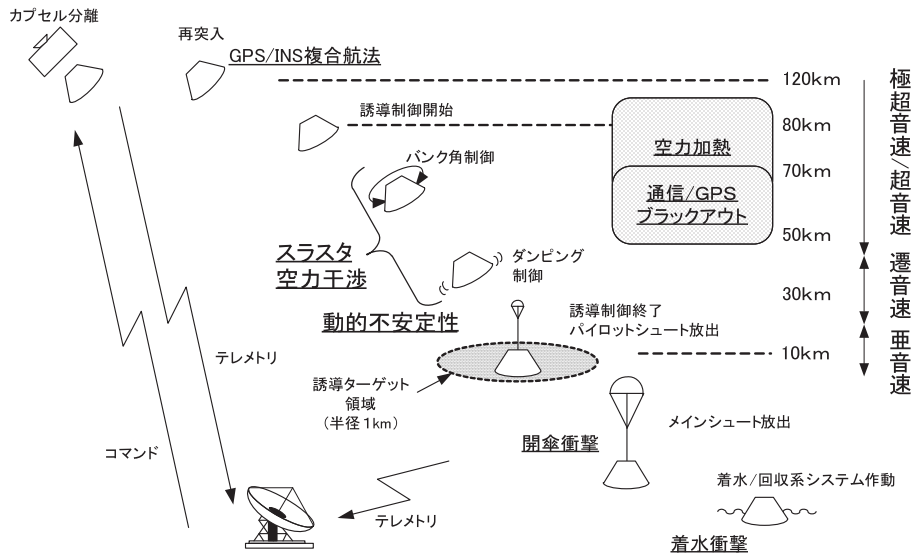 カプセル分離
再突入
GPS/INS複合航法
120km
誘導制御開始
80km
空力加熱
70km
通信/GPS
ブラックアウト
50km
極超音速/超音速
バンク角制御
スラスタ
空力干渉
ダンピング
制御
遷音速
30km
動的不安定性
誘導制御終了
パイロットシュート放出
10km
亜音速
テレメトリ
誘導ターゲット
領域
(半径1km)
メインシュート放出
開傘衝撃
コマンド
テレメトリ
着水/回収系システム作動
着水衝撃